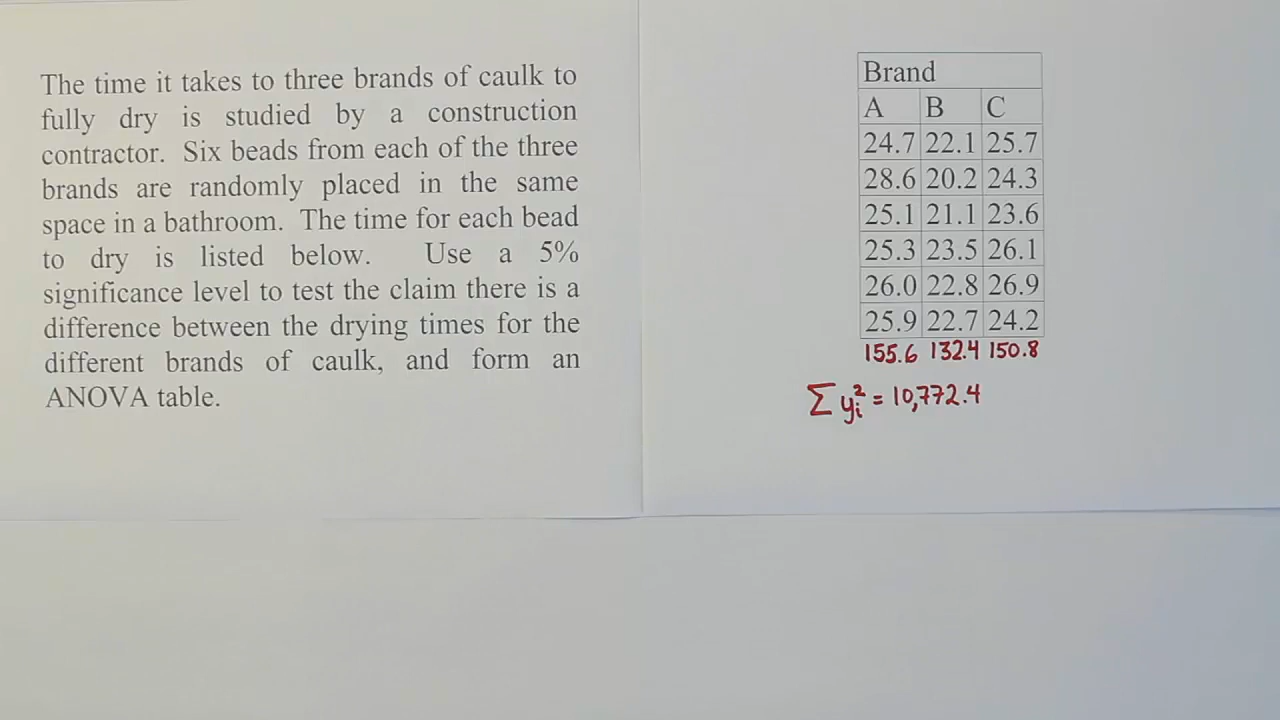 The time it takes to three brands of caulk to
fully dry is studied by a construction
contractor. Six beads from each of the three
brands are randomly placed in the same
space in a bathroom. The time for each bead
to dry is listed below. Use a 5%
significance level to test the claim there is a
difference between the drying times for the
different brands of caulk, and form an
ANOVA table.
Brand
A B C
24.7 22.1 25.7
28.6 20.2 24.3
25.1 21.1 23.6
25.3 23.5 26.1
26.0 22.8 26.9
25.9 22.7 24.2
155.6 132.4 150.8
∑ yᵢ² = 10,772.4